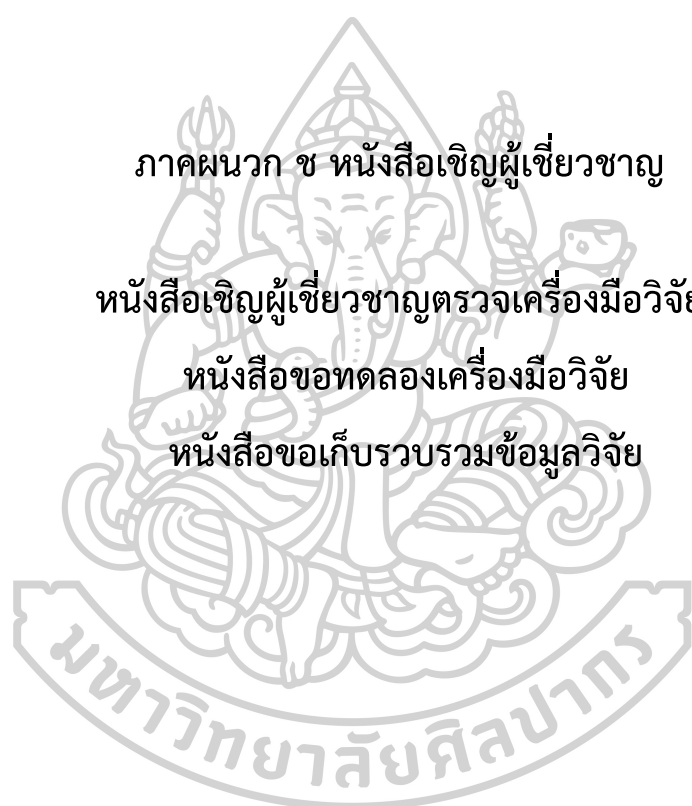 ภาคผนวก ช หนังสือเชิญผู้เชี่ยวชาญ
หนังสือเชิญผู้เชี่ยวชาญตรวจเครื่องมือวิจัย
หนังสือขอทดลองเครื่องมือวิจัย
หนังสือขอเก็บรวบรวมข้อมูลวิจัย
มหาวิทยาลัยศิลปากร